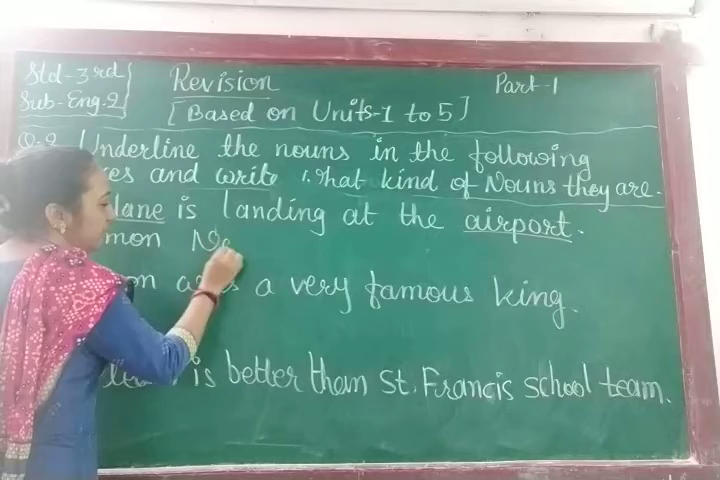 Std-3rd
Sub-Eng-2
Revision
Part-1
[Based on Units-1 to 5]
Underline the nouns in the following
and write what kind of Nouns they are.
is landing at the airport.
a very famous king.
is better than St. Francis school team.